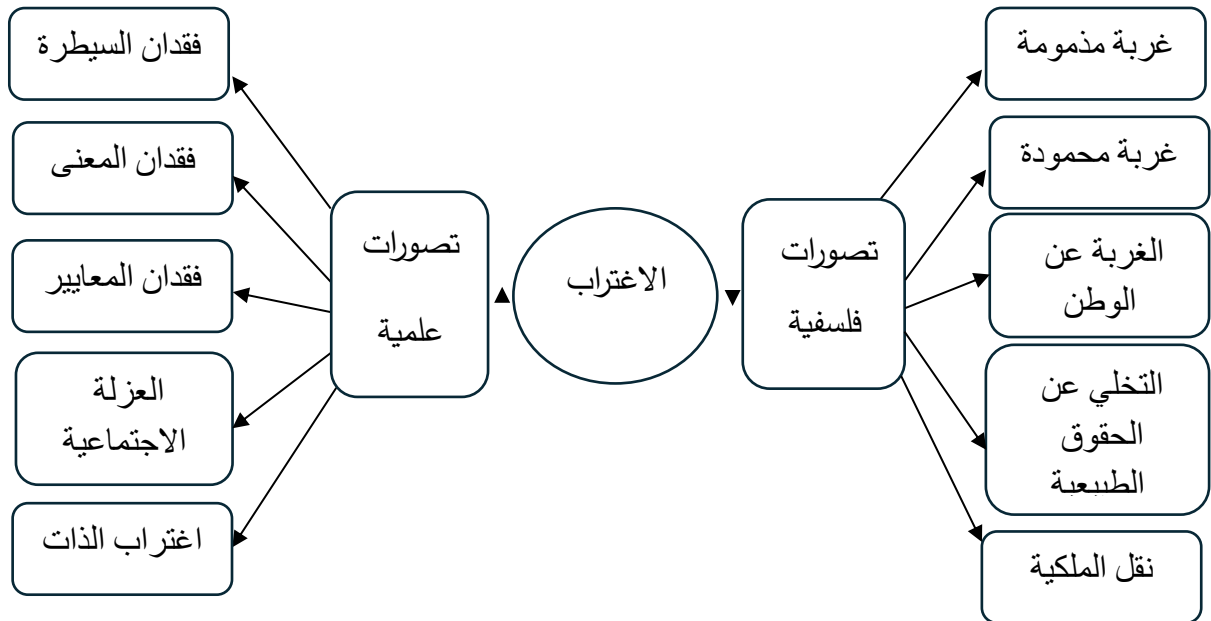 غربة مذمومة
غربة محمودة
الغربة عن
الوطن
التخلي عن
الحقوق
الطبيعية
نقل الملكية
تصورات
فلسفية
الاغتراب
تصورات
علمية
فقدان السيطرة
فقدان المعنى
فقدان المعايير
العزلة
الاجتماعية
اغتراب الذات